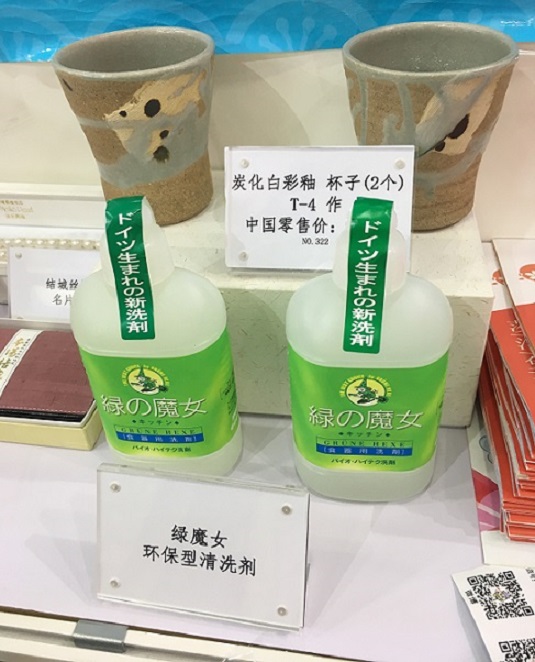 炭化白彩釉 杯子(2个)
T-4 作
中国零售价:
NO.322
结城丝
名片
ドイツ生まれの新洗剤
緑の魔女
キッチン
GRÜNE HEXE
(食器用洗剤)
バイオ・ハイテク洗剤
ドイツ生まれの新洗剤
緑の魔女
キッチン
GRÜNE HEXE
(食器用洗剤)
バイオ・ハイテク洗剤
绿魔女
环保型清洗剂